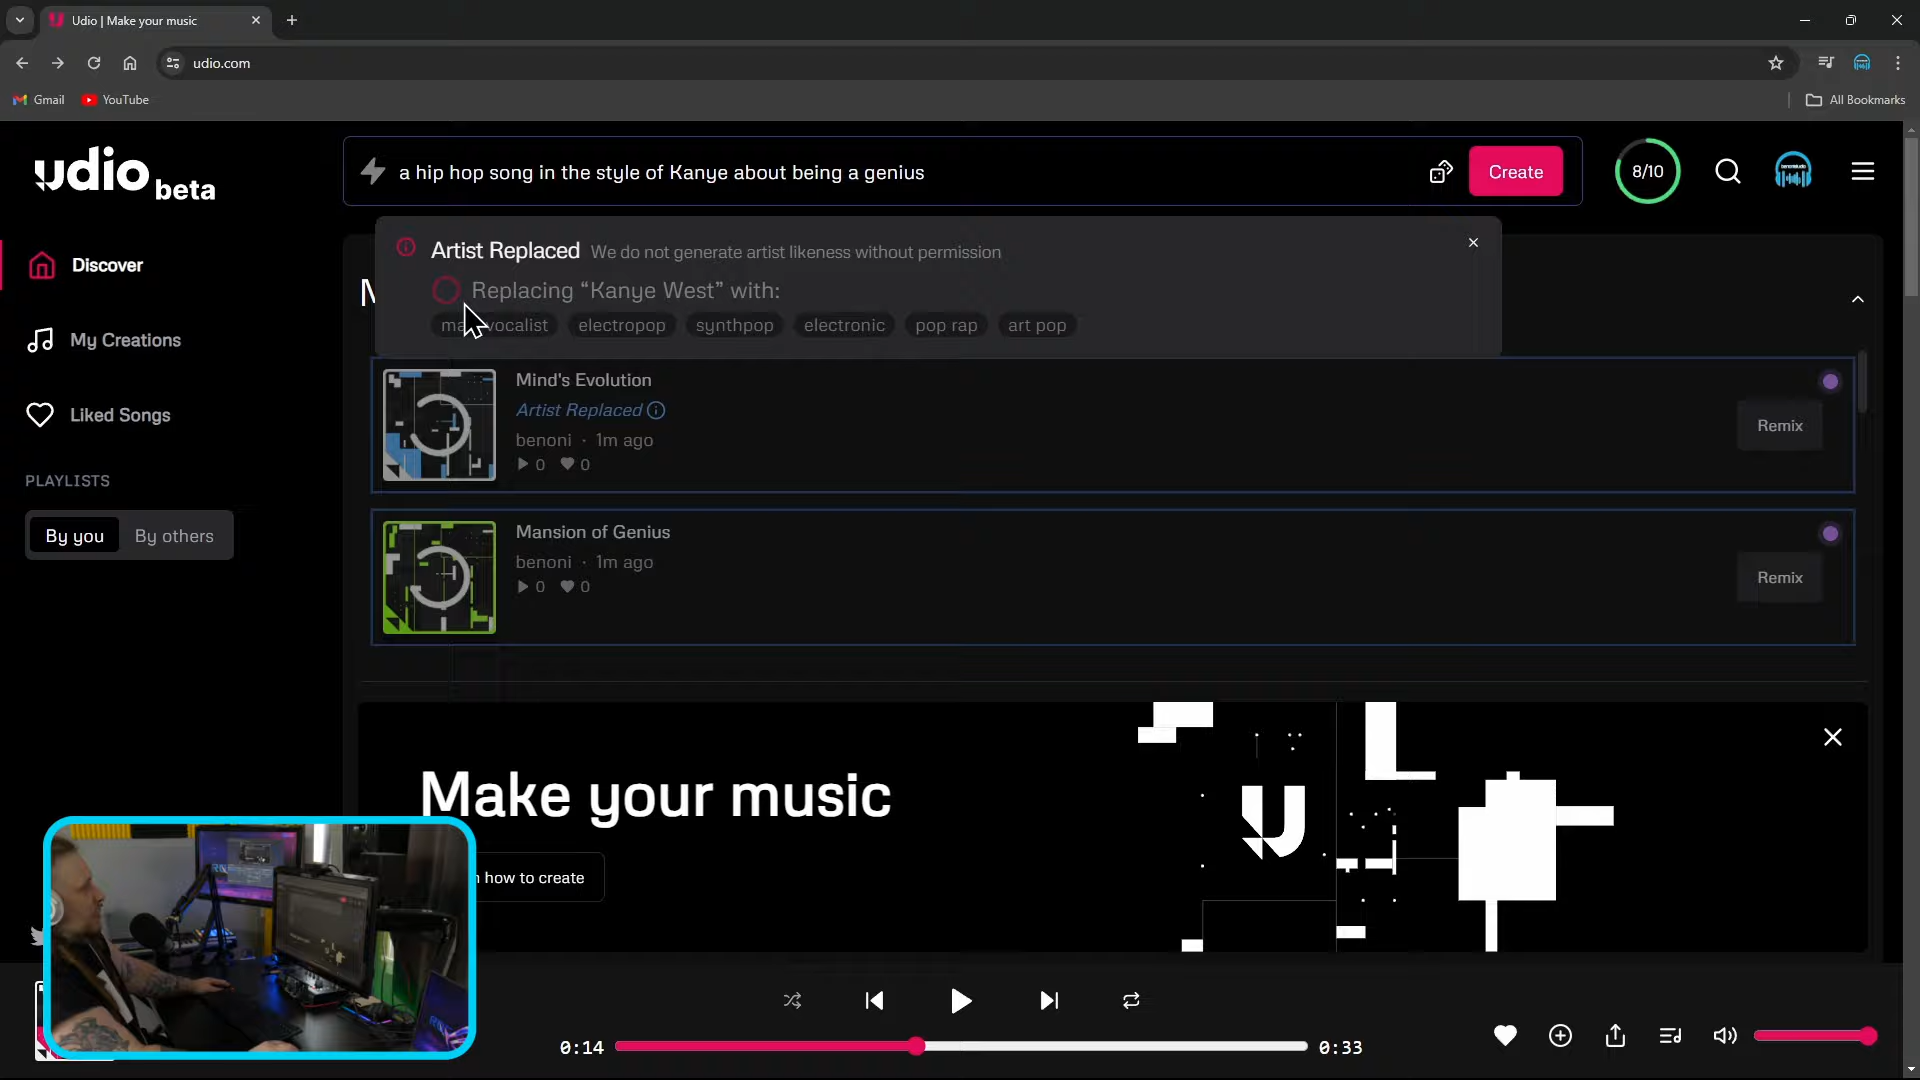 Udio | Make your music
udio.com
Gmail
YouTube
All Bookmarks
udio beta
a hip hop song in the style of Kanye about being a genius
Create
8/10
Artist Replaced We do not generate artist likeness without permission
Replacing “Kanye West” with:
vocalist
electropop
synthpop
electronic
pop rap
art pop
Discover
My Creations
Liked Songs
PLAYLISTS
By you
By others
Mind's Evolution
Artist Replaced
benoni · 1m ago
0 0
Remix
Mansion of Genius
benoni · 1m ago
0 0
Remix
Make your music
how to create
0:14
0:33